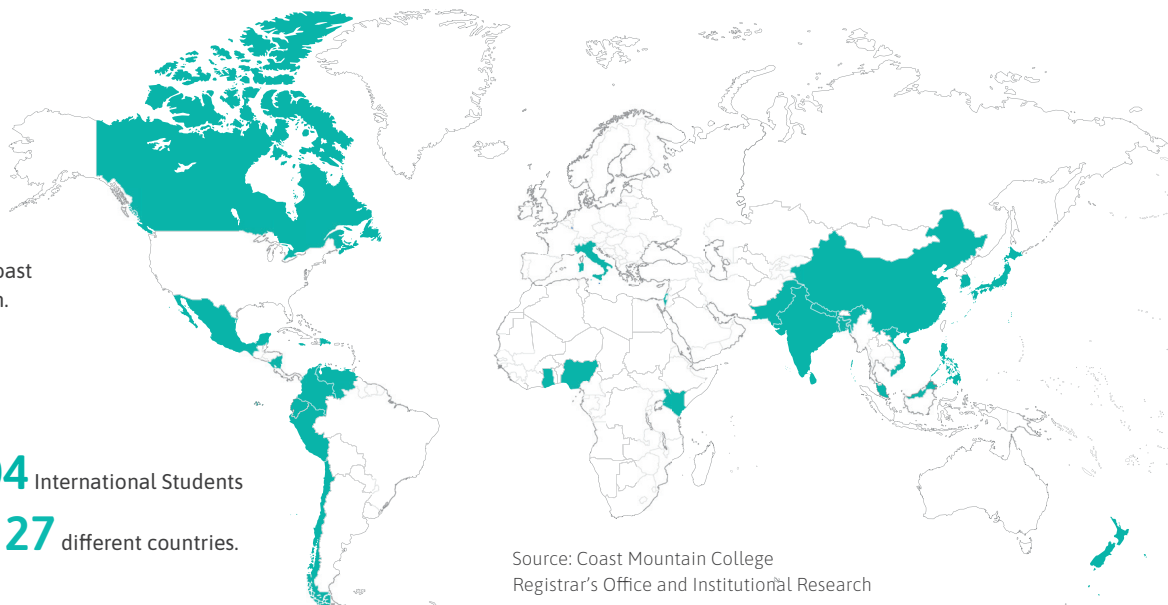 n.
International Students
27 different countries.
Source: Coast Mountain College
Registrar's Office and Institutional Research